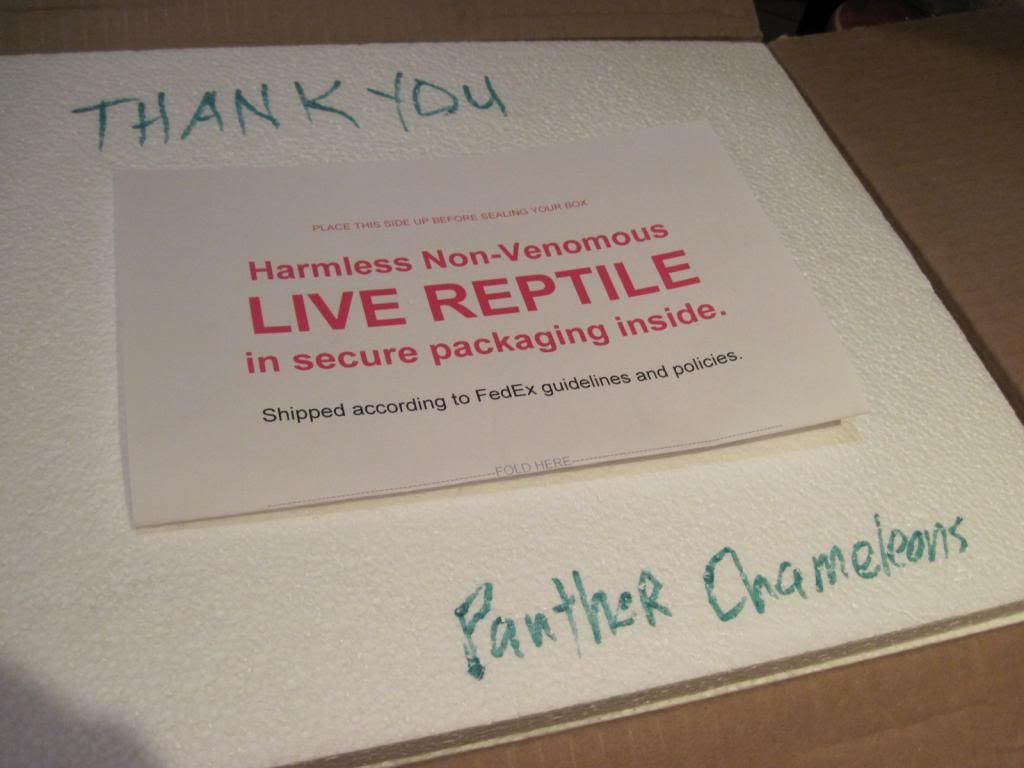 THANK YOU
PLACE THIS SIDE UP BEFORE SEALING YOUR BOX
Harmless Non-Venomous
LIVE REPTILE
in secure packaging inside.
Shipped according to FedEx guidelines and policies.
FOLD HERE
Panther Chameleons